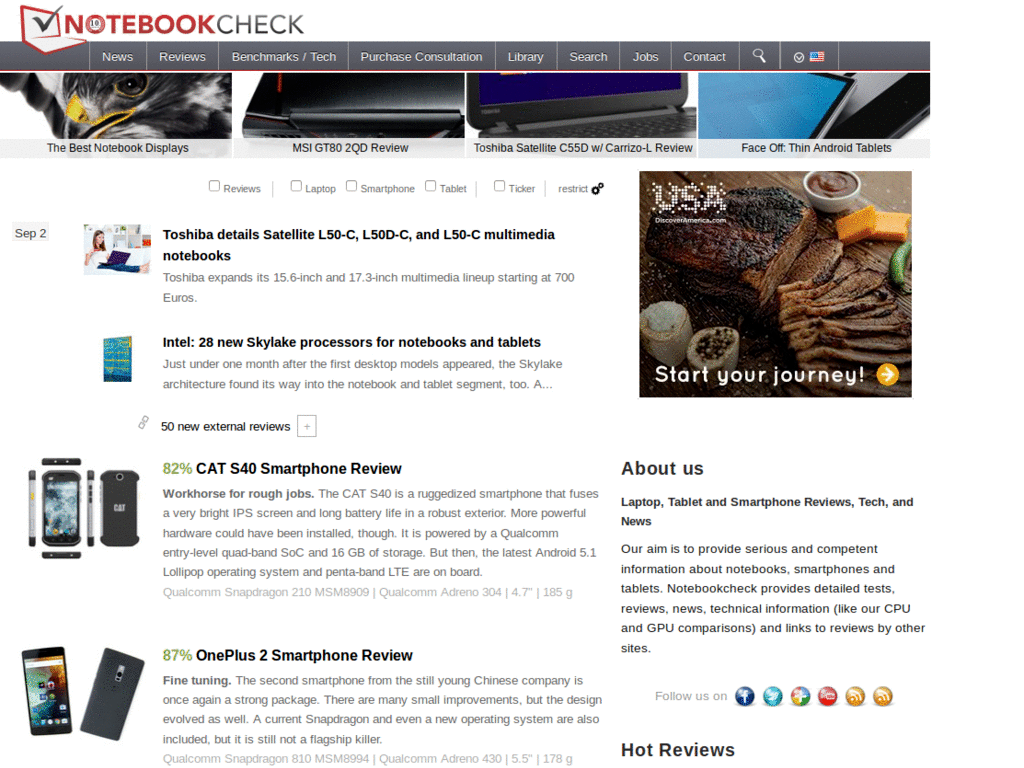 NOTEBOOKCHECK
News Reviews Benchmarks / Tech Purchase Consultation Library Search Jobs Contact
The Best Notebook Displays
MSI GT80 2QD Review
Toshiba Satellite C55D w/ Carrizo-L Review
Face Off: Thin Android Tablets
Reviews Laptop Smartphone Tablet Ticker restrict
Sep 2
Toshiba details Satellite L50-C, L50D-C, and L50-C multimedia
notebooks
Toshiba expands its 15.6-inch and 17.3-inch multimedia lineup starting at 700
Euros.
Intel: 28 new Skylake processors for notebooks and tablets
Just under one month after the first desktop models appeared, the Skylake
architecture found its way into the notebook and tablet segment, too. A...
50 new external reviews +
82% CAT S40 Smartphone Review
Workhorse for rough jobs. The CAT S40 is a ruggedized smartphone that fuses
a very bright IPS screen and long battery life in a robust exterior. More powerful
hardware could have been installed, though. It is powered by a Qualcomm
entry-level quad-band SoC and 16 GB of storage. But then, the latest Android 5.1
Lollipop operating system and penta-band LTE are on board.
Qualcomm Snapdragon 210 MSM8909 | Qualcomm Adreno 304 | 4.7" | 185 g
CAT
87% OnePlus 2 Smartphone Review
Fine tuning. The second smartphone from the still young Chinese company is
once again a strong package. There are many small improvements, but the design
evolved as well. A current Snapdragon and even a new operating system are also
included, but it is still not a flagship killer.
Qualcomm Snapdragon 810 MSM8994 | Qualcomm Adreno 430 | 5.5" | 178 g
USA
DiscoverAmerica.com
Start your journey!
About us
Laptop, Tablet and Smartphone Reviews, Tech, and
News
Our aim is to provide serious and competent
information about notebooks, smartphones and
tablets. Notebookcheck provides detailed tests,
reviews, news, technical information (like our CPU
and GPU comparisons) and links to reviews by other
sites.
Follow us on
Hot Reviews